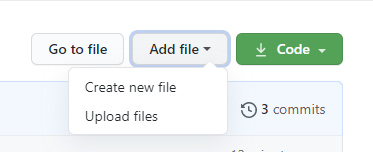 Go to file
Add file
Code
Create new file
Upload files
3 commits